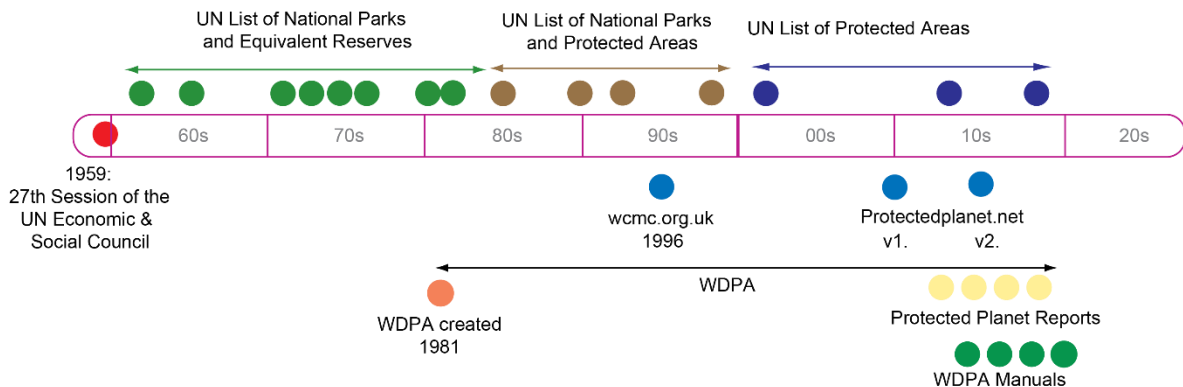 UN List of National Parks
and Equivalent Reserves
UN List of National Parks
and Protected Areas
UN List of Protected Areas
60s
70s
80s
90s
00s
10s
20s
1959:
27th Session of the
UN Economic &
Social Council
wcmc.org.uk
1996
Protectedplanet.net
v1.
v2.
WDPA
WDPA created
1981
Protected Planet Reports
WDPA Manuals